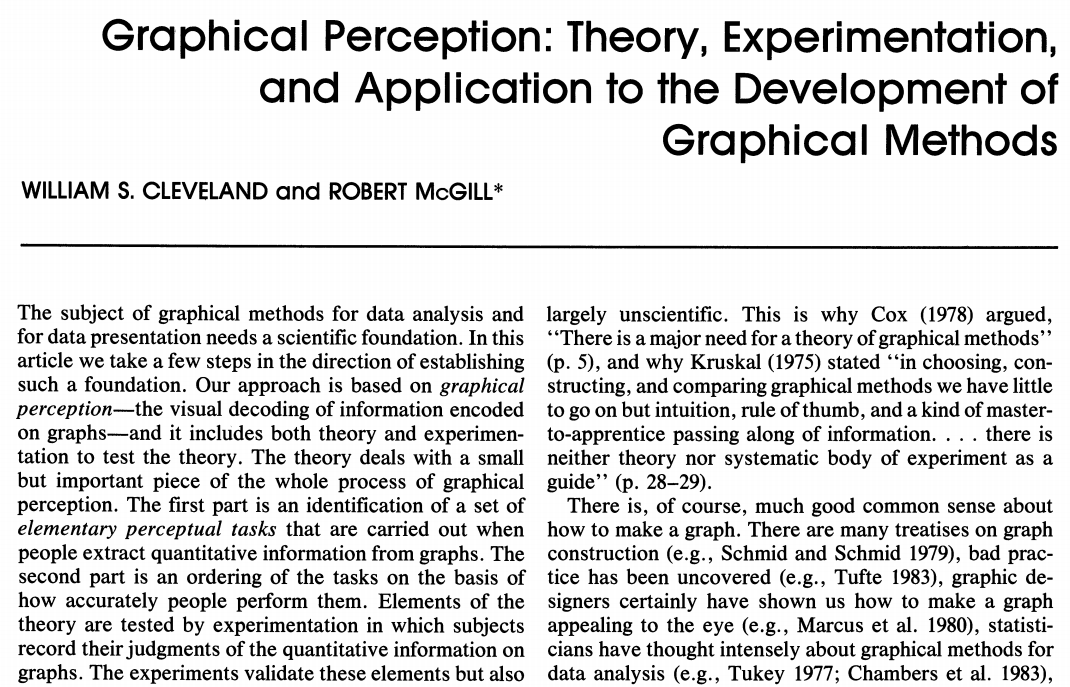 Graphical Perception: Theory, Experimentation,
and Application to the Development of
Graphical Methods
WILLIAM S. CLEVELAND and ROBERT McGILL*
The subject of graphical methods for data analysis and
for data presentation needs a scientific foundation. In this
article we take a few steps in the direction of establishing
such a foundation. Our approach is based on graphical
perception—the visual decoding of information encoded
on graphs—and it includes both theory and experimen-
tation to test the theory. The theory deals with a small
but important piece of the whole process of graphical
perception. The first part is an identification of a set of
elementary perceptual tasks that are carried out when
people extract quantitative information from graphs. The
second part is an ordering of the tasks on the basis of
how accurately people perform them. Elements of the
theory are tested by experimentation in which subjects
record their judgments of the quantitative information on
graphs. The experiments validate these elements but also
largely unscientific. This is why Cox (1978) argued,
‘‘There is a major need for a theory of graphical methods’’
(p. 5), and why Kruskal (1975) stated ‘‘in choosing, con-
structing, and comparing graphical methods we have little
to go on but intuition, rule of thumb, and a kind of master-
to-apprentice passing along of information. . . . there is
neither theory nor systematic body of experiment as a
guide’’ (p. 28–29).
There is, of course, much good common sense about
how to make a graph. There are many treatises on graph
construction (e.g., Schmid and Schmid 1979), bad prac-
tice has been uncovered (e.g., Tufte 1983), graphic de-
signers certainly have shown us how to make a graph
appealing to the eye (e.g., Marcus et al. 1980), statisti-
cians have thought intensely about graphical methods for
data analysis (e.g., Tukey 1977; Chambers et al. 1983),